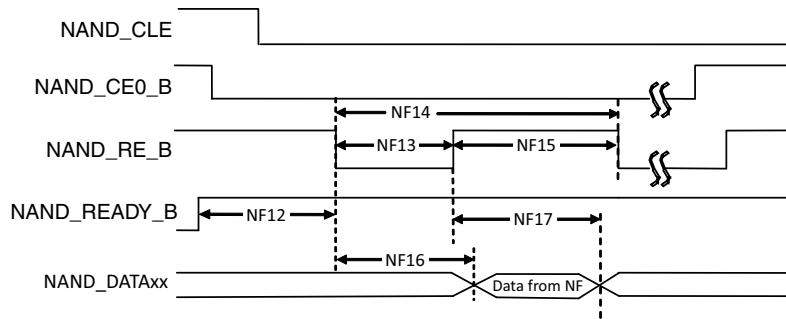 NAND_CLE
NAND_CE0_B
NF14
NAND_RE_B
NF13
NF15
NAND_READY_B
NF12
NF17
NF16
NAND_DATAxx
Data from NF